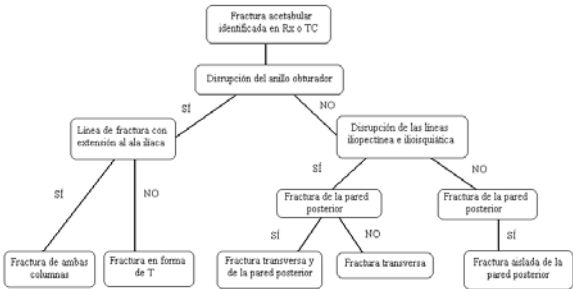 Fractura acetabular
identificada en Rx o TC
Disrupción del anillo obturador
SÍ
NO
Línea de fractura con
extensión al ala ilíaca
Disrupción de las líneas
iliopectínea e ilioisquiática
SÍ
NO
SÍ
NO
Fractura de la pared
posterior
Fractura de la pared
posterior
SÍ
NO
SÍ
Fractura de ambas
columnas
Fractura en forma
de T
Fractura transversa y
de la pared posterior
Fractura transversa
Fractura aislada de la
pared posterior